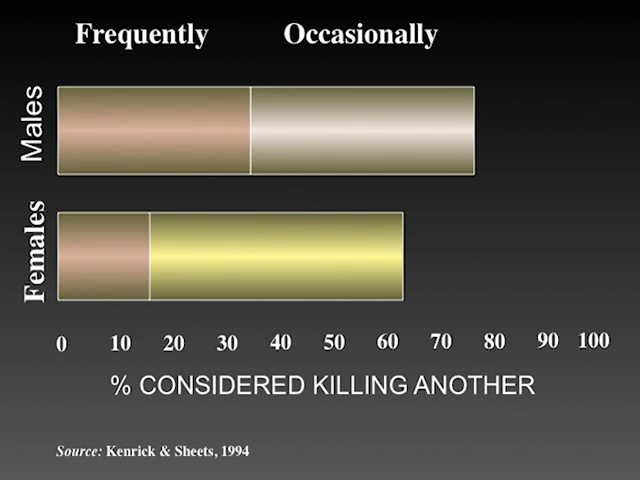 Frequently Occasionally
Males
Females
0 10 20 30 40 50 60 70 80 90 100
% CONSIDERED KILLING ANOTHER
Source: Kenrick & Sheets, 1994